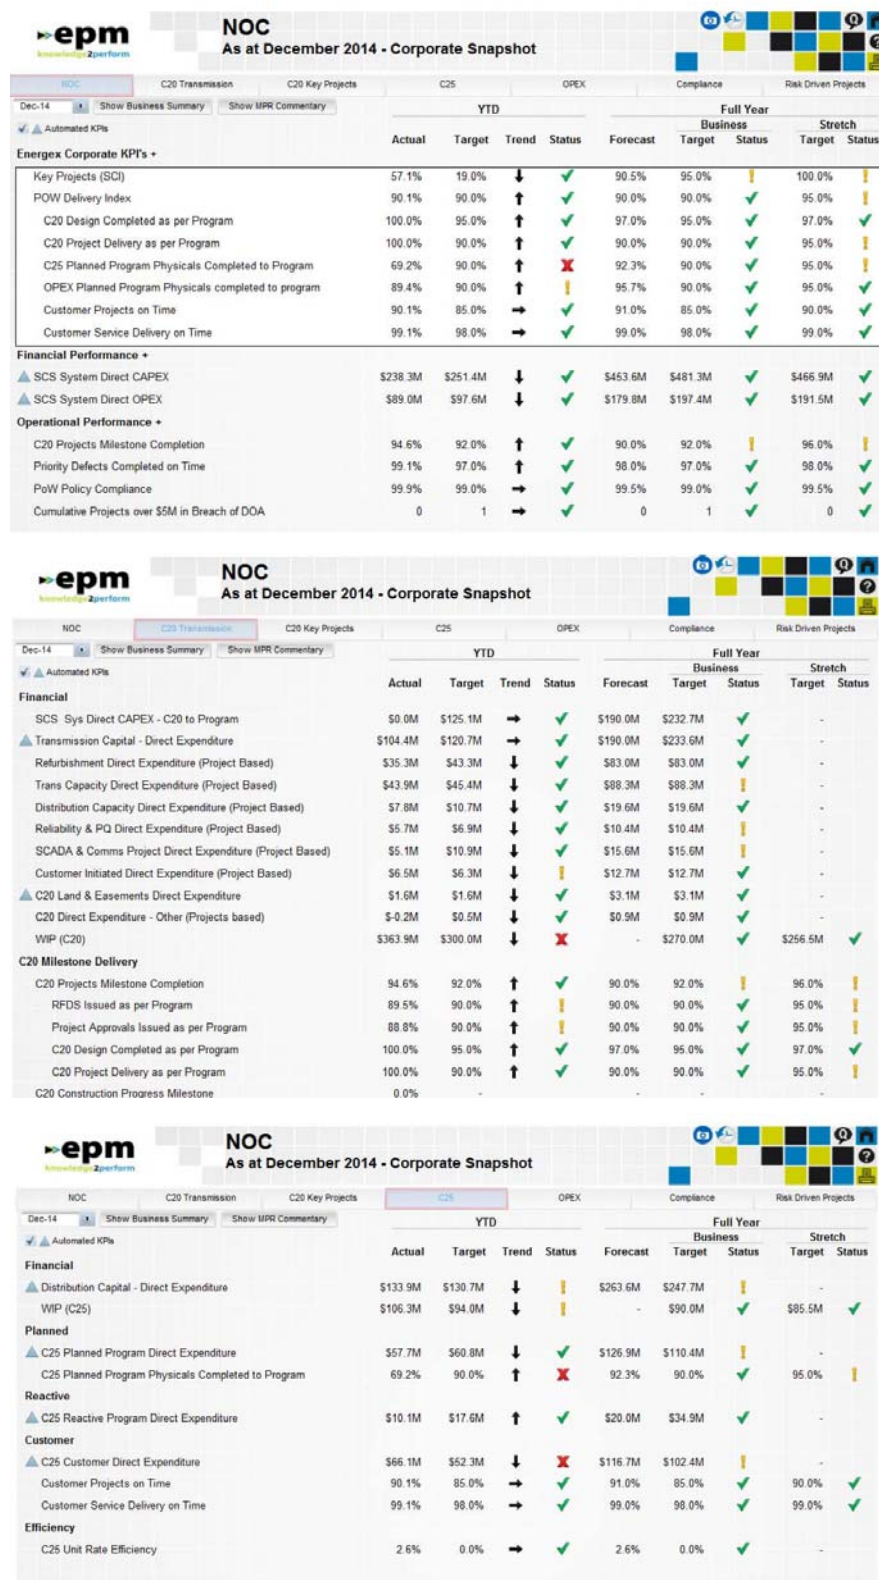 epm
knowledge2perform
NOC
As at December 2014 - Corporate Snapshot
NOC C20 Transmission C20 Key Projects C25 OPEX Compliance Risk Driven Projects
Dec-14 Show Business Summary Show MPR Commentary YTD Full Year
Automated KPIs Business Stretch
Actual Target Trend Status Forecast Target Status Target Status
Energex Corporate KPI's +
Key Projects (SCI) 57.1% 19.0% 90.5% 95.0% 100.0%
POW Delivery Index 90.1% 90.0% 90.0% 90.0% 95.0%
C20 Design Completed as per Program 100.0% 95.0% 97.0% 95.0% 97.0%
C20 Project Delivery as per Program 100.0% 90.0% 90.0% 90.0% 95.0%
C25 Planned Program Physicals Completed to Program 69.2% 90.0% 92.3% 90.0% 95.0%
OPEX Planned Program Physicals completed to program 89.4% 90.0% 95.7% 90.0% 95.0%
Customer Projects on Time 90.1% 85.0% 91.0% 85.0% 90.0%
Customer Service Delivery on Time 99.1% 98.0% 99.0% 98.0% 99.0%
Financial Performance +
SCS System Direct CAPEX $238.3M $251.4M $453.6M $481.3M $466.9M
SCS System Direct OPEX $89.0M $97.6M $179.8M $197.4M $191.5M
Operational Performance +
C20 Projects Milestone Completion 94.6% 92.0% 90.0% 92.0% 96.0%
Priority Defects Completed on Time 99.1% 97.0% 98.0% 97.0% 98.0%
PoW Policy Compliance 99.9% 99.0% 99.5% 99.0% 99.5%
Cumulative Projects over $5M in Breach of DOA 0 1 0 1 0
epm
knowledge2perform
NOC
As at December 2014 - Corporate Snapshot
NOC C20 Transmission C20 Key Projects C25 OPEX Compliance Risk Driven Projects
Dec-14 Show Business Summary Show MPR Commentary YTD Full Year
Automated KPIs Business Stretch
Actual Target Trend Status Forecast Target Status Target Status
Financial
SCS Sys Direct CAPEX - C20 to Program $0.0M $125.1M $190.0M $232.7M -
Transmission Capital - Direct Expenditure $104.4M $120.7M $190.0M $233.6M -
Refurbishment Direct Expenditure (Project Based) $35.3M $43.3M $83.0M $83.0M -
Trans Capacity Direct Expenditure (Project Based) $43.9M $45.4M $88.3M $88.3M -
Distribution Capacity Direct Expenditure (Project Based) $7.8M $10.7M $19.6M $19.6M -
Reliability & PQ Direct Expenditure (Project Based) $5.7M $6.9M $10.4M $10.4M -
SCADA & Comms Project Direct Expenditure (Project Based) $5.1M $10.9M $15.6M $15.6M -
Customer Initiated Direct Expenditure (Project Based) $6.5M $6.3M $12.7M $12.7M -
C20 Land & Easements Direct Expenditure $1.6M $1.6M $3.1M $3.1M -
C20 Direct Expenditure - Other (Projects based) $-0.2M $0.5M $0.9M $0.9M -
WIP (C20) $363.9M $300.0M - $270.0M $256.5M
C20 Milestone Delivery
C20 Projects Milestone Completion 94.6% 92.0% 90.0% 92.0% 96.0%
RFDS Issued as per Program 89.5% 90.0% 90.0% 90.0% 95.0%
Project Approvals Issued as per Program 88.8% 90.0% 90.0% 90.0% 95.0%
C20 Design Completed as per Program 100.0% 95.0% 97.0% 95.0% 97.0%
C20 Project Delivery as per Program 100.0% 90.0% 90.0% 90.0% 95.0%
C20 Construction Progress Milestone 0.0% - - - -
epm
knowledge2perform
NOC
As at December 2014 - Corporate Snapshot
NOC C20 Transmission C20 Key Projects C25 OPEX Compliance Risk Driven Projects
Dec-14 Show Business Summary Show MPR Commentary YTD Full Year
Automated KPIs Business Stretch
Actual Target Trend Status Forecast Target Status Target Status
Financial
Distribution Capital - Direct Expenditure $133.9M $130.7M $263.6M $247.7M -
WIP (C25) $106.3M $94.0M - $90.0M $85.5M
Planned
C25 Planned Program Direct Expenditure $57.7M $60.8M $126.9M $110.4M -
C25 Planned Program Physicals Completed to Program 69.2% 90.0% 92.3% 90.0% 95.0%
Reactive
C25 Reactive Program Direct Expenditure $10.1M $17.6M $20.0M $34.9M -
Customer
C25 Customer Direct Expenditure $66.1M $52.3M $116.7M $102.4M -
Customer Projects on Time 90.1% 85.0% 91.0% 85.0% 90.0%
Customer Service Delivery on Time 99.1% 98.0% 99.0% 98.0% 99.0%
Efficiency
C25 Unit Rate Efficiency 2.6% 0.0% 2.6% 0.0% -